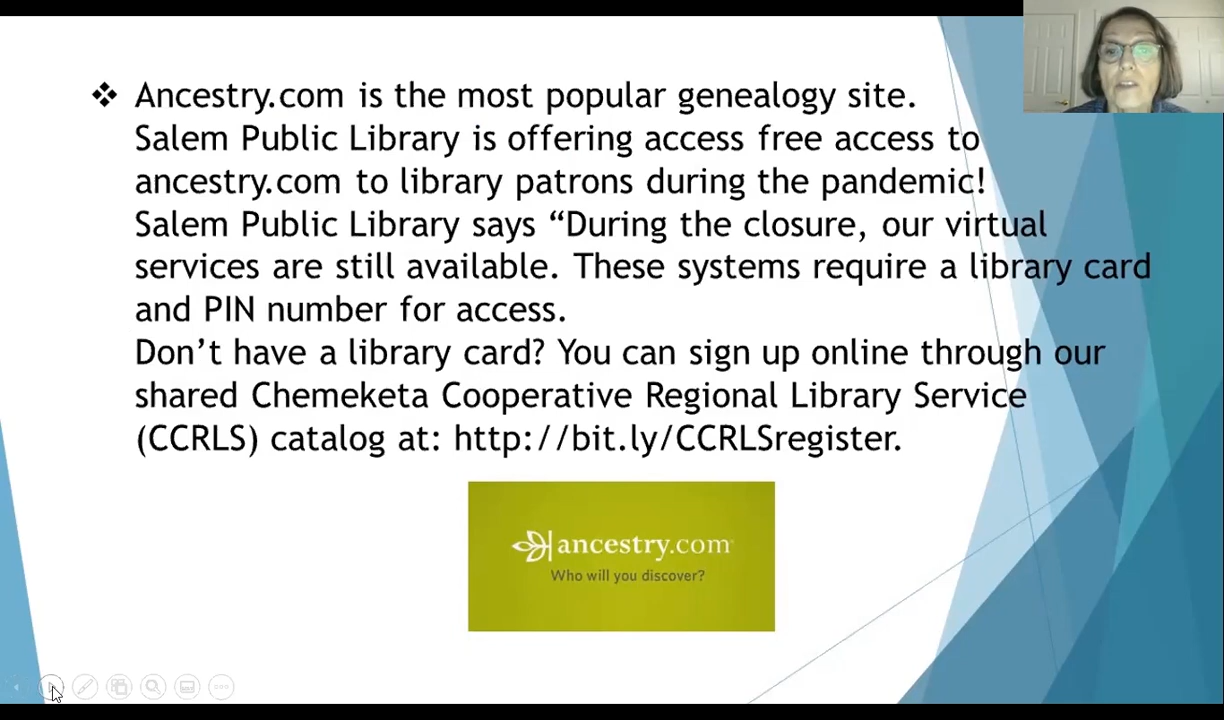 ❖ Ancestry.com is the most popular genealogy site.
Salem Public Library is offering access free access to
ancestry.com to library patrons during the pandemic!
Salem Public Library says “During the closure, our virtual
services are still available. These systems require a library card
and PIN number for access.
Don’t have a library card? You can sign up online through our
shared Chemeketa Cooperative Regional Library Service
(CCRLS) catalog at: http://bit.ly/CCRLSregister.
ancestry.com
Who will you discover?